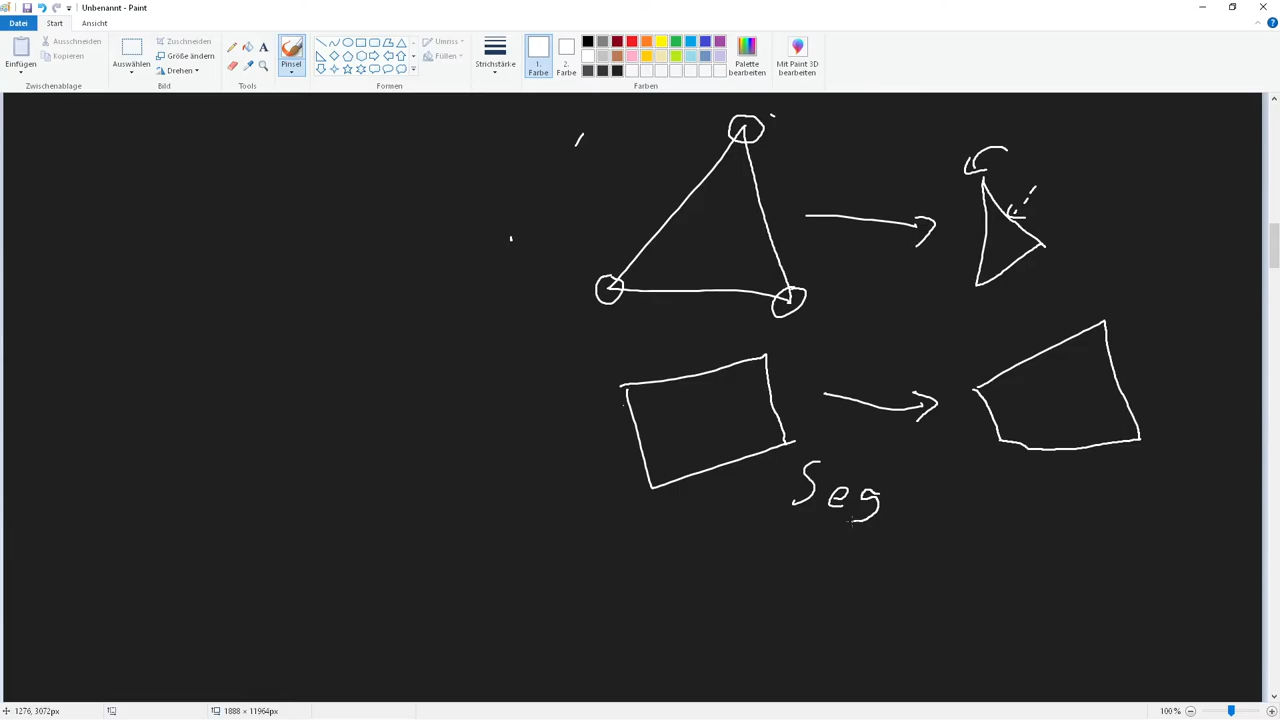 Unbenannt - Paint
Datei
Start
Ansicht
Einfügen
Ausschneiden
Kopieren
Zwischenablage
Auswählen
Zuschneiden
Größe ändern
Drehen
Bild
A
Tools
Pinsel
Umriss
Füllen
Formen
Strichstärke
1. Farbe
2. Farbe
Palette bearbeiten
Mit Paint 3D bearbeiten
Farben
Seg
1276, 3072px
1888 × 11964px
100 %